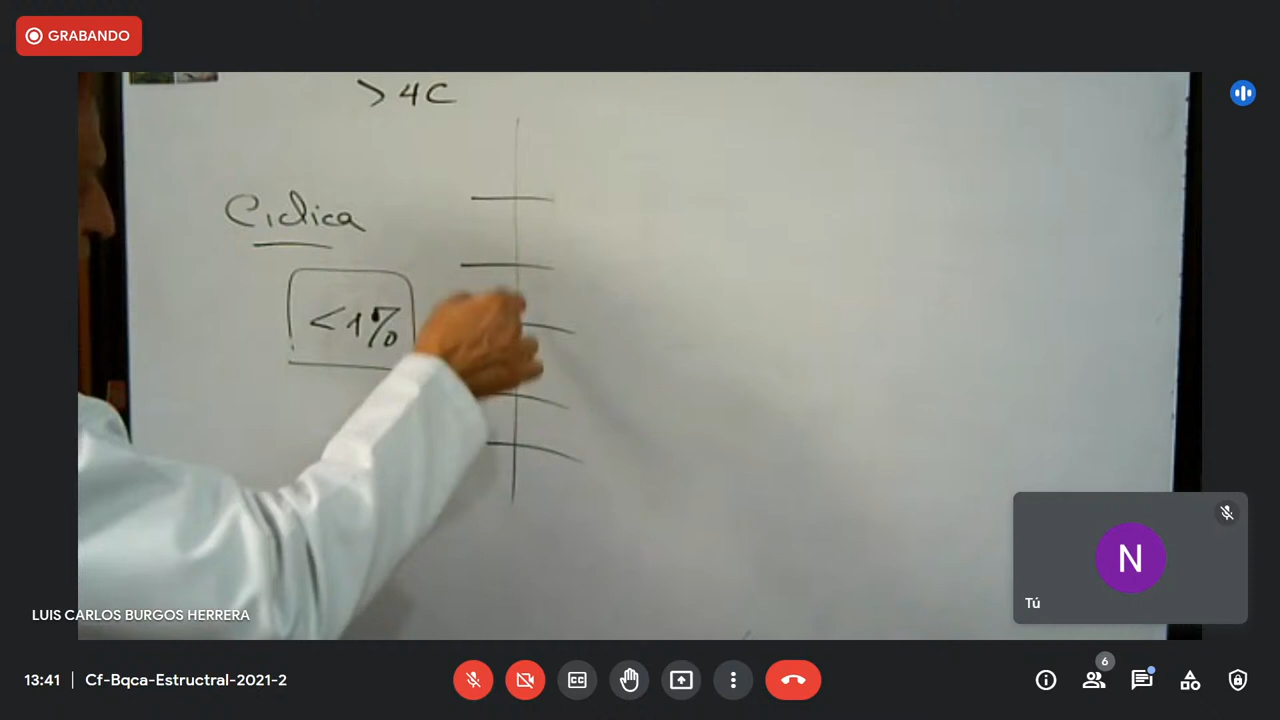 GRABANDO
> 4C
Ciclica
<1%
N
Tú
LUIS CARLOS BURGOS HERRERA
13:41 | Cf-Bqca-Estructral-2021-2
6